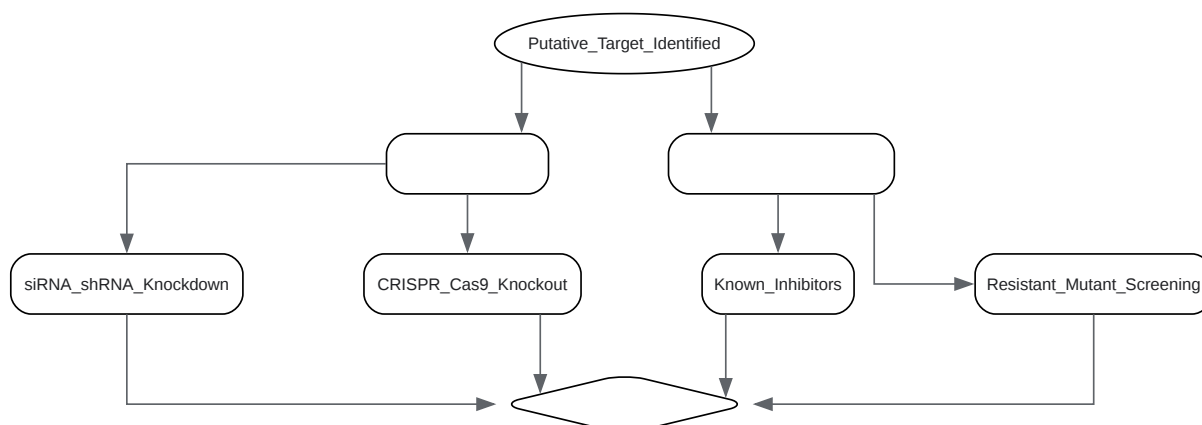 Putative_Target_Identified
siRNA_shRNA_Knockdown
CRISPR_Cas9_Knockout
Known_Inhibitors
Resistant_Mutant_Screening